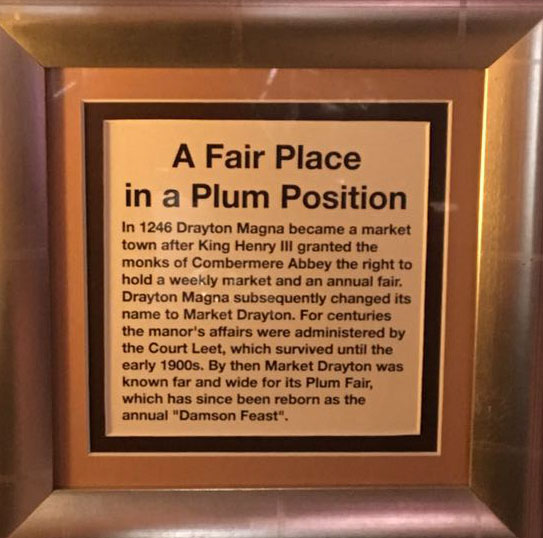 A Fair Place
in a Plum Position
In 1246 Drayton Magna became a market
town after King Henry III granted the
monks of Combermere Abbey the right to
hold a weekly market and an annual fair.
Drayton Magna subsequently changed its
name to Market Drayton. For centuries
the manor's affairs were administered by
the Court Leet, which survived until the
early 1900s. By then Market Drayton was
known far and wide for its Plum Fair,
which has since been reborn as the
annual "Damson Feast".